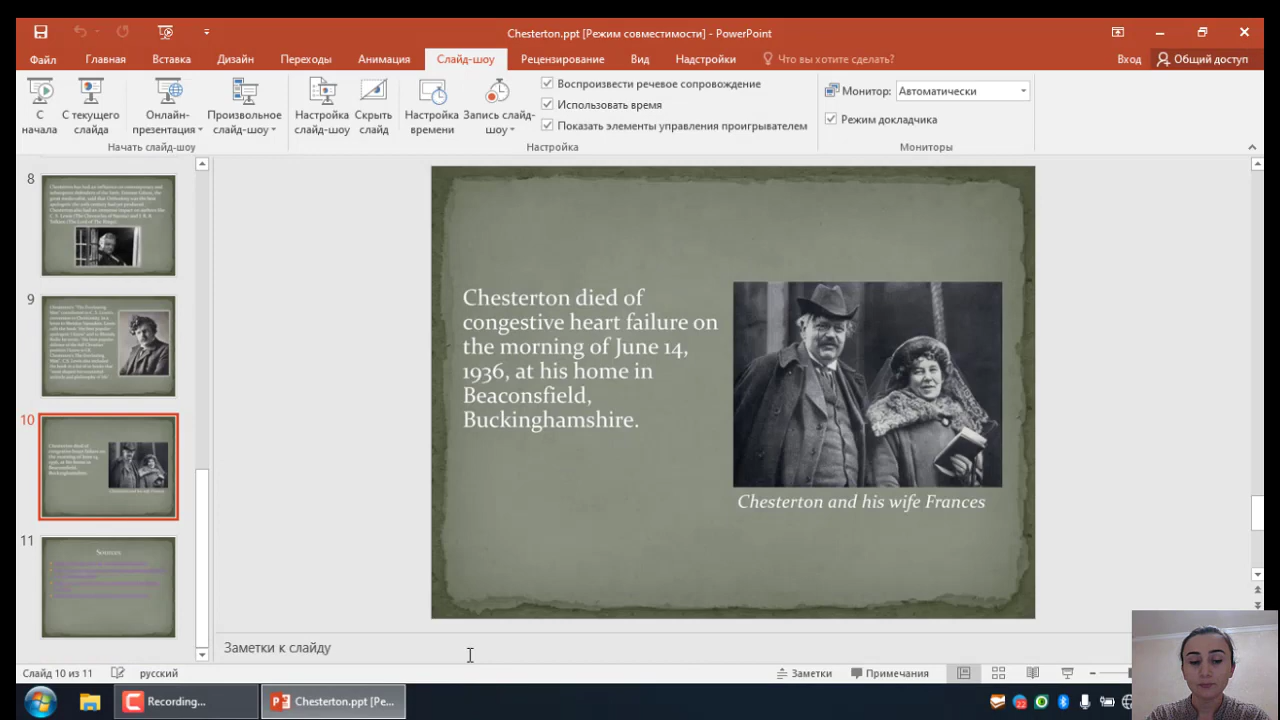 Chesterton.ppt [Режим совместимости] - PowerPoint
Файл Главная Вставка Дизайн Переходы Анимация Слайд-шоу Рецензирование Вид Надстройки Что вы хотите сделать? Вход Общий доступ
С начала
С текущего слайда
Онлайн-презентация
Произвольное слайд-шоу
Начать слайд-шоу
Настройка слайд-шоу
Скрыть слайд
Настройка времени
Запись слайд-шоу
Воспроизвести речевое сопровождение
Использовать время
Показать элементы управления проигрывателем
Настройка
Монитор: Автоматически
Режим докладчика
Мониторы
8
9
10
11
Sources
Chesterton died of
congestive heart failure on
the morning of June 14,
1936, at his home in
Beaconsfield,
Buckinghamshire.
Chesterton and his wife Frances
Заметки к слайду
Слайд 10 из 11 русский Заметки Примечания
Recording... Chesterton.ppt [Ре...
22